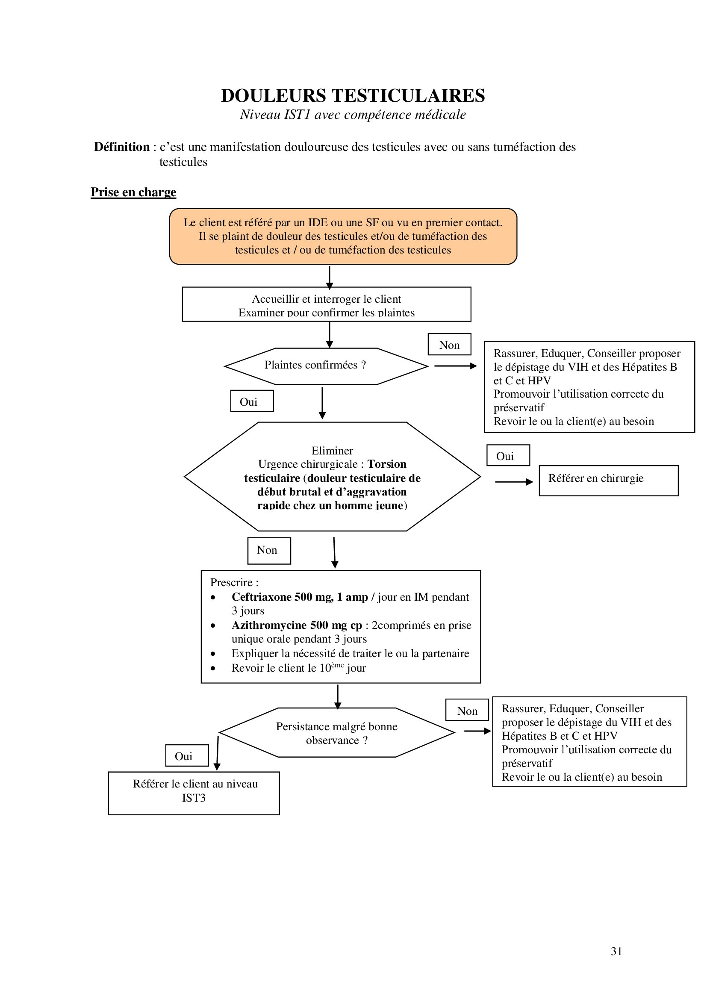 DOULEURS TESTICULAIRES
Niveau IST1 avec compétence médicale
Définition : c’est une manifestation douloureuse des testicules avec ou sans tuméfaction des
testicules
Prise en charge
Le client est référé par un IDE ou une SF ou vu en premier contact.
Il se plaint de douleur des testicules et/ou de tuméfaction des
testicules et / ou de tuméfaction des testicules
Accueillir et interroger le client
Examiner pour confirmer les plaintes
Plaintes confirmées ?
Non
Rassurer, Eduquer, Conseiller proposer
le dépistage du VIH et des Hépatites B
et C et HPV
Promouvoir l’utilisation correcte du
préservatif
Revoir le ou la client(e) au besoin
Oui
Eliminer
Urgence chirurgicale : Torsion
testiculaire (douleur testiculaire de
début brutal et d’aggravation
rapide chez un homme jeune)
Oui
Référer en chirurgie
Non
Prescrire :
• Ceftriaxone 500 mg, 1 amp / jour en IM pendant
3 jours
• Azithromycine 500 mg cp : 2comprimés en prise
unique orale pendant 3 jours
• Expliquer la nécessité de traiter le ou la partenaire
• Revoir le client le 10ème jour
Persistance malgré bonne
observance ?
Non
Rassurer, Eduquer, Conseiller
proposer le dépistage du VIH et des
Hépatites B et C et HPV
Promouvoir l’utilisation correcte du
préservatif
Revoir le ou la client(e) au besoin
Oui
Référer le client au niveau
IST3
31